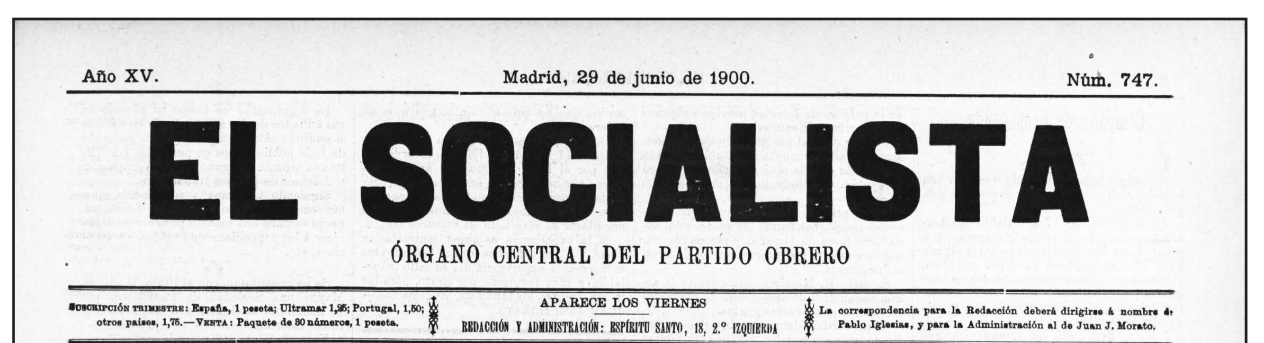 Año XV.
Madrid, 29 de junio de 1900.
Núm. 747.
EL SOCIALISTA
ÓRGANO CENTRAL DEL PARTIDO OBRERO
SUSCRIPCIÓN TRIMESTRE: España, 1 peseta; Ultramar 1,25; Portugal, 1,50;
otros países, 1,75.—VENTA: Paquete de 30 números, 1 peseta.
APARECE LOS VIERNES
REDACCIÓN Y ADMINISTRACIÓN: ESPÍRITU SANTO, 18, 2.º IZQUIERDA
La correspondencia para la Redacción deberá dirigirse á nombre de
Pablo Iglesias, y para la Administración al de Juan J. Morato.